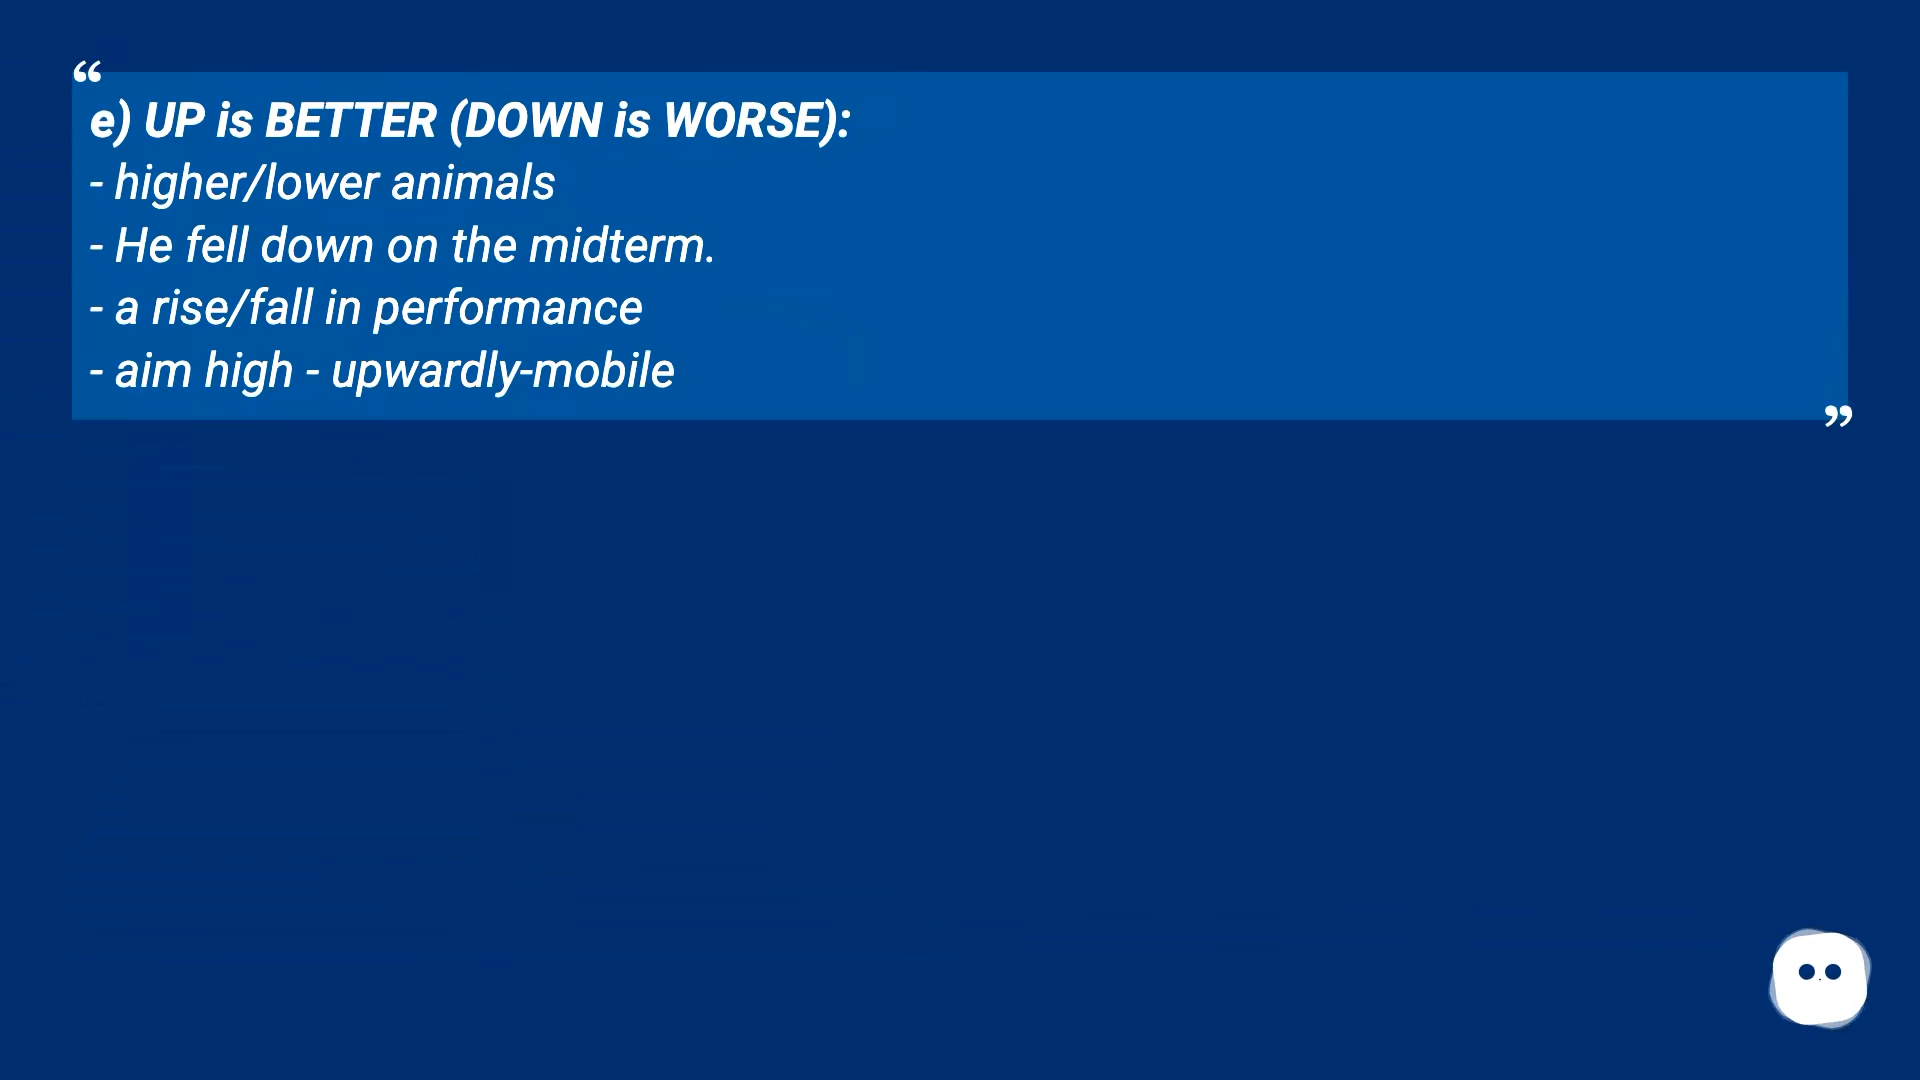 “
e) UP is BETTER (DOWN is WORSE):
- higher/lower animals
- He fell down on the midterm.
- a rise/fall in performance
- aim high - upwardly-mobile
”